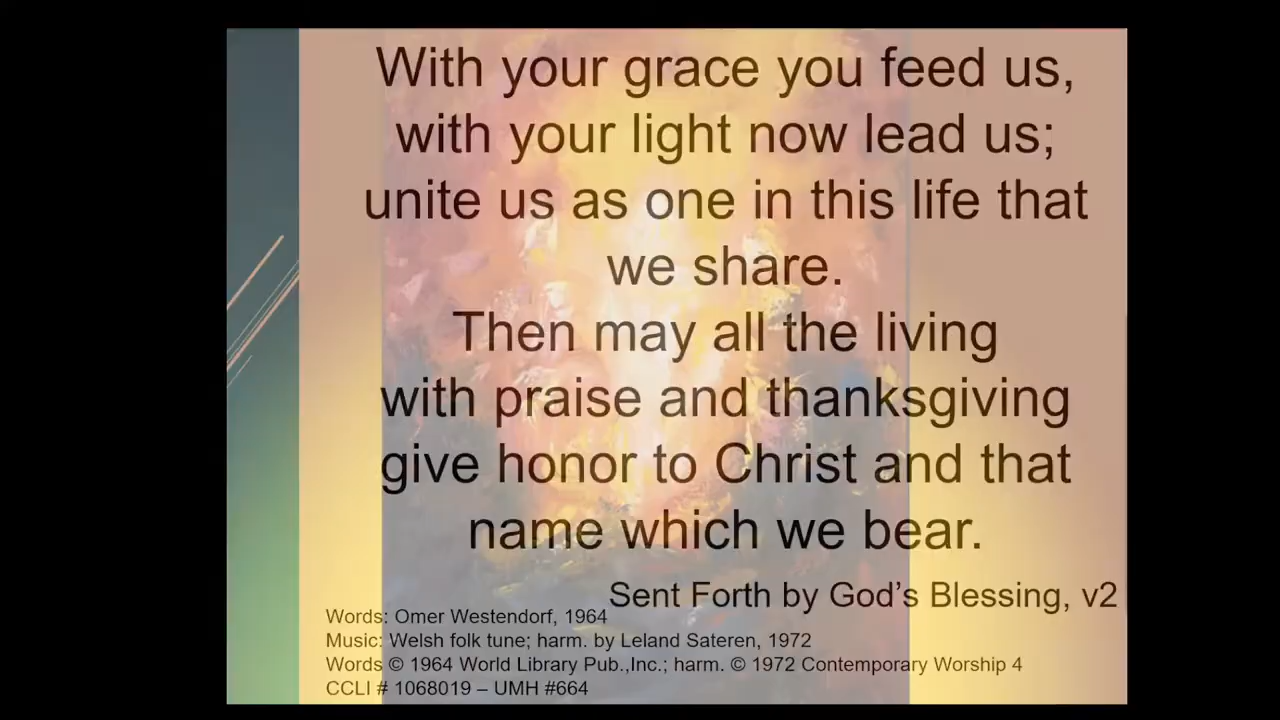 With your grace you feed us,
with your light now lead us;
unite us as one in this life that
we share.
Then may all the living
with praise and thanksgiving
give honor to Christ and that
name which we bear.
Sent Forth by God's Blessing, v2
Words: Omer Westendorf, 1964
Music: Welsh folk tune; harm. by Leland Sateren, 1972
Words © 1964 World Library Pub.,Inc.; harm. © 1972 Contemporary Worship 4
CCLI # 1068019 – UMH #664